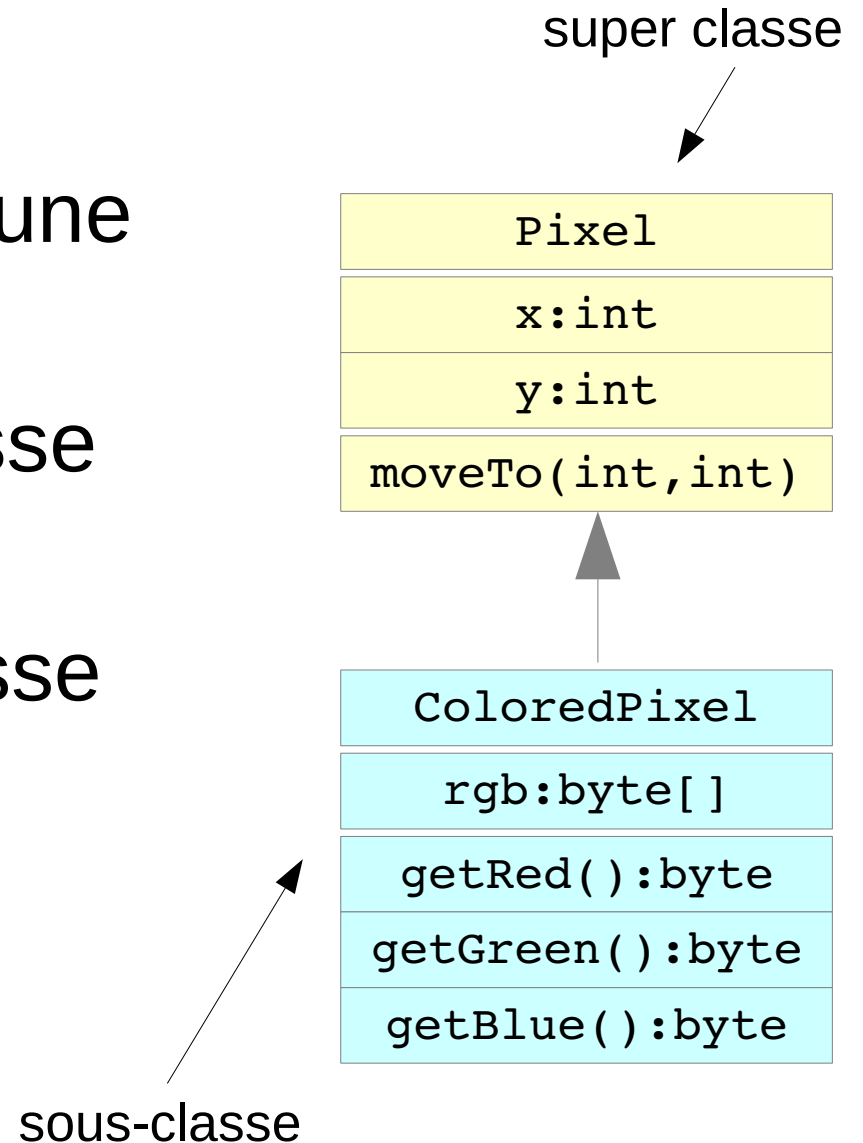 super classe
une
sse
sse
Pixel
x:int
y:int
moveTo(int,int)
ColoredPixel
rgb:byte[]
getRed():byte
getGreen():byte
getBlue():byte
sous-classe